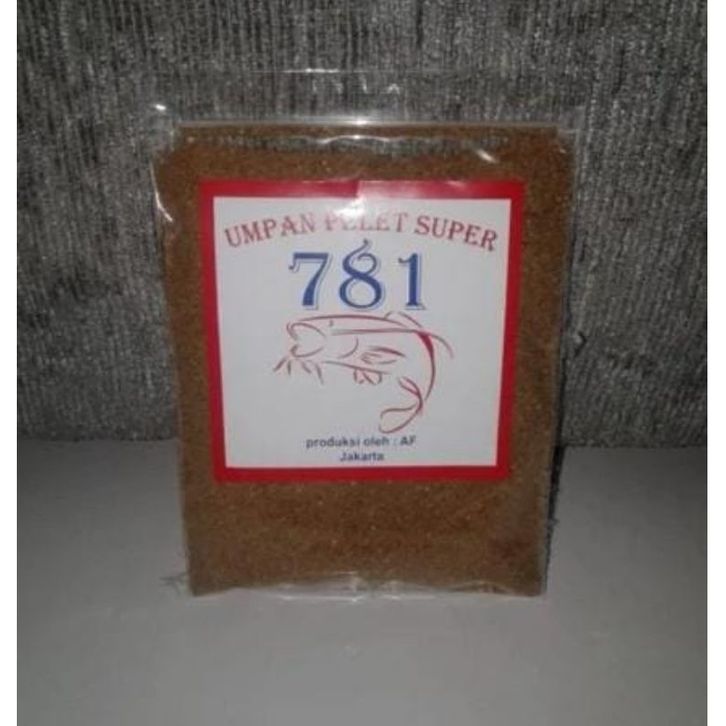 UMPAN PELET SUPER
781
produksi oleh : AF
Jakarta